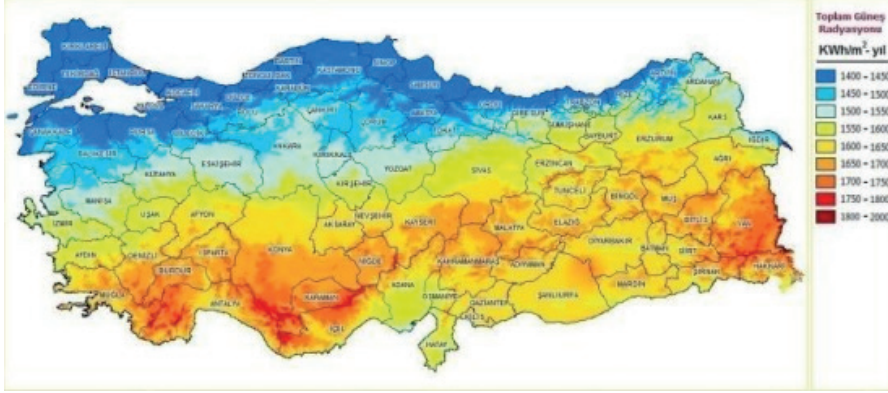 Toplam Güneş
Radyasyonu
KWh/m²-yıl
1400 - 1450
1450 - 1500
1500 - 1550
1550 - 1600
1600 - 1650
1650 - 1700
1700 - 1750
1750 - 1800
1800 - 2000
KIRKLARELİ
TEKİRDAĞ
İSTANBUL
EDİRNE
KOCAELİ
SAKARYA
DÜZCE
BOLU
ZONGULDAK
BARTIN
KARABÜK
KASTAMONU
SİNOP
SAMSUN
ÇANKIRI
ÇORUM
AMASYA
TOKAT
ORDU
GİRESUN
TRABZON
RİZE
ARTVİN
ARDAHAN
KARS
IĞDIR
GÜMÜŞHANE
BAYBURT
ERZURUM
AĞRI
ÇANAKKALE
BALIKESİR
BURSA
BİLECİK
KÜTAHYA
ESKİŞEHİR
ANKARA
KIRIKKALE
YOZGAT
SİVAS
ERZİNCAN
TUNCELİ
BİNGÖL
MUŞ
BİTLİS
VAN
MANİSA
İZMİR
UŞAK
AFYON
KONYA
AKSARAY
KIRŞEHİR
NEVŞEHİR
KAYSERİ
MALATYA
ELAZIĞ
DİYARBAKIR
BATMAN
SİİRT
ŞIRNAK
HAKKARİ
AYDIN
DENİZLİ
ISPARTA
BURDUR
MUĞLA
ANTALYA
KARAMAN
NİĞDE
İÇEL
ADANA
KAHRAMANMARAŞ
ADIYAMAN
OSMANİYE
GAZİANTEP
KİLİS
ŞANLIURFA
MARDİN
HATAY